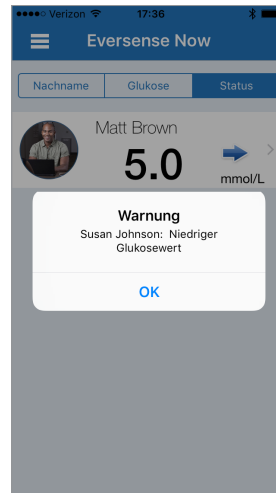 Verizon 17:36
Eversense Now
Nachname Glukose Status
Matt Brown
5.0
mmol/L
Warnung
Susan Johnson: Niedriger
Glukosewert
OK